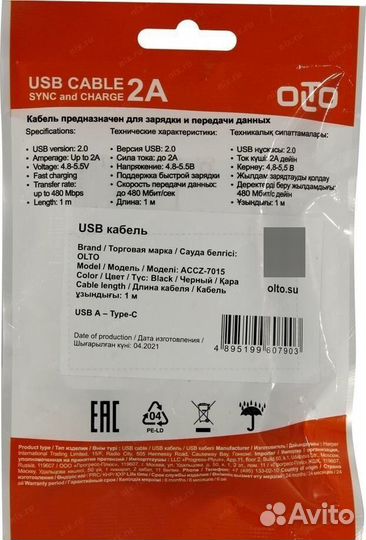 USB CABLE 2A
SYNC and CHARGE
OLTO
Кабель предназначен для зарядки и передачи данных
Specifications:
• USB version: 2.0
• Amperage: Up to 2A
• Voltage: 4.8-5.5V
• Fast charging
• Transfer rate:
up to 480 Mbps
• Length: 1 m
Технические характеристики:
• Версия USB: 2.0
• Сила тока: до 2А
• Напряжение: 4.8-5.5В
• Поддержка быстрой зарядки
• Скорость передачи данных:
до 480 Мбит/сек
• Длина: 1 м
Техникалық сипаттамалары:
• USB нұсқасы: 2.0
• Ток күші: 2А дейін
• Кернеу: 4,8-5,5 В
• Жылдам зарядтауды қолдау
• Деректерді беру жылдамдығы:
480 Мбит/с дейін
• Ұзындығы: 1 м
USB кабель
Brand / Торговая марка / Сауда белгісі:
OLTO
Model / Модель / Моделі: ACCZ-7015
Color / Цвет / Түс: Black / Черный / Қара
Cable length / Длина кабеля / Кабель
ұзындығы: 1 м
USB A – Type-C
olto.su
Date of production / Дата изготовления /
Шығарылған күні: 04.2021
4 895199 607903
EAC
04
PE-LD
Avito